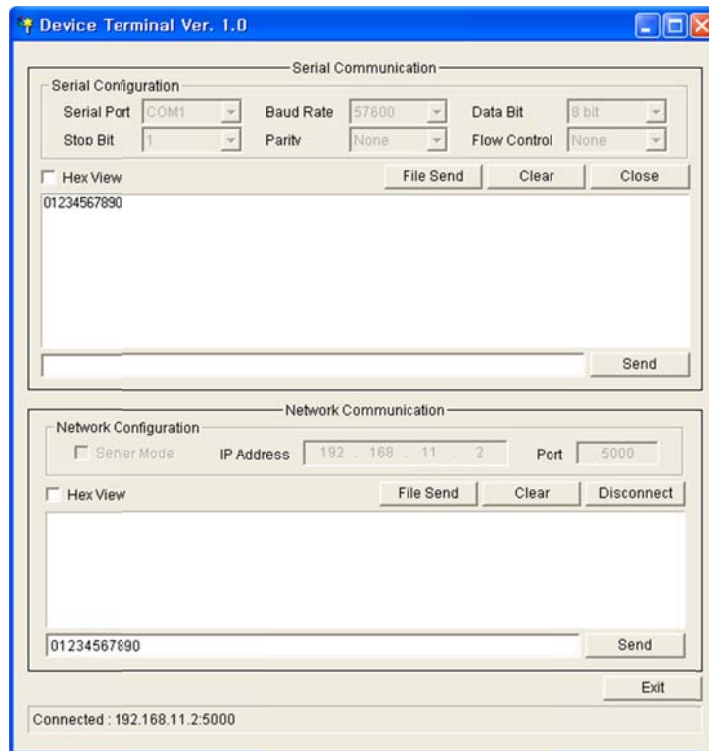 Device Terminal Ver. 1.0
Serial Communication
Serial Configuration
Serial Port COM1 Baud Rate 57600 Data Bit 8 bit
Stop Bit 1 Parity None Flow Control None
Hex View File Send Clear Close
01234567890
Send
Network Communication
Network Configuration
Server Mode IP Address 192 . 168 . 11 . 2 Port 5000
Hex View File Send Clear Disconnect
01234567890 Send
Exit
Connected : 192.168.11.2:5000